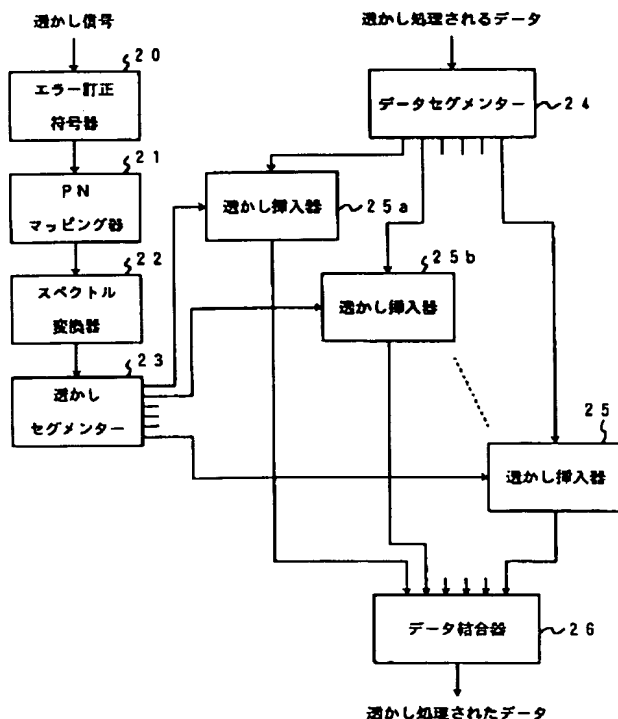 透かし信号
20
エラー訂正
符号器
21
PN
マッピング器
22
スペクトル
変換器
23
透かし
セグメンター
透かし処理されるデータ
データセグメンター
24
透かし挿入器
25a
25b
透かし挿入器
25
透かし挿入器
データ結合器
26
透かし処理されたデータ